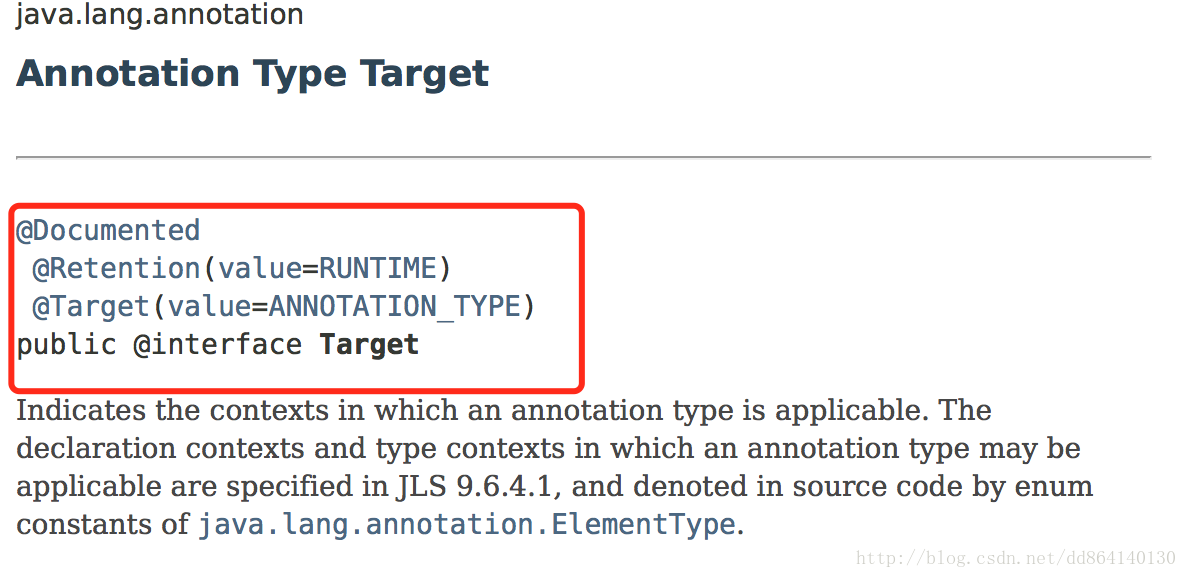 java.lang.annotation
Annotation Type Target
@Documented
@Retention(value=RUNTIME)
@Target(value=ANNOTATION_TYPE)
public @interface Target
Indicates the contexts in which an annotation type is applicable. The
declaration contexts and type contexts in which an annotation type may be
applicable are specified in JLS 9.6.4.1, and denoted in source code by enum
constants of java.lang.annotation.ElementType.
http://blog.csdn.net/dd864140130